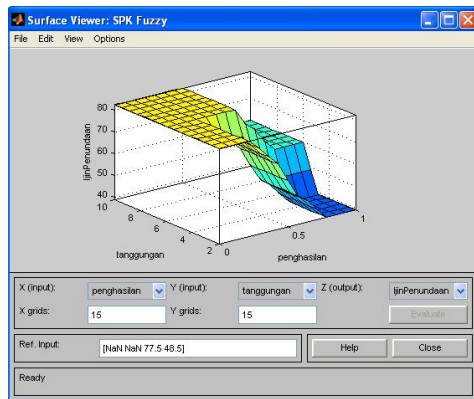 Surface Viewer: SPK Fuzzy
File Edit View Options
80
70
60
50
40
IjinPenundaan
10
8
6
4
2
tanggungan
0
0.5
1
penghasilan
X (input): penghasilan Y (input): tanggungan Z (output): IjinPenundaan
X grids: 15 Y grids: 15 Evaluate
Ref. Input: [NaN NaN 77.5 48.5] Help Close
Ready